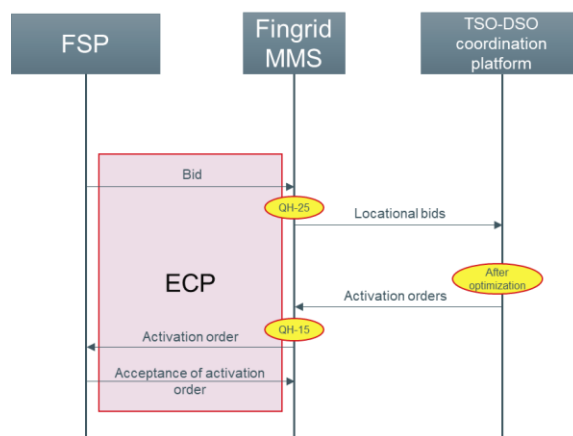 FSP
Fingrid
MMS
TSO-DSO
coordination
platform
Bid
QH-25
Locational bids
ECP
After
optimization
Activation orders
QH-15
Activation order
Acceptance of activation
order